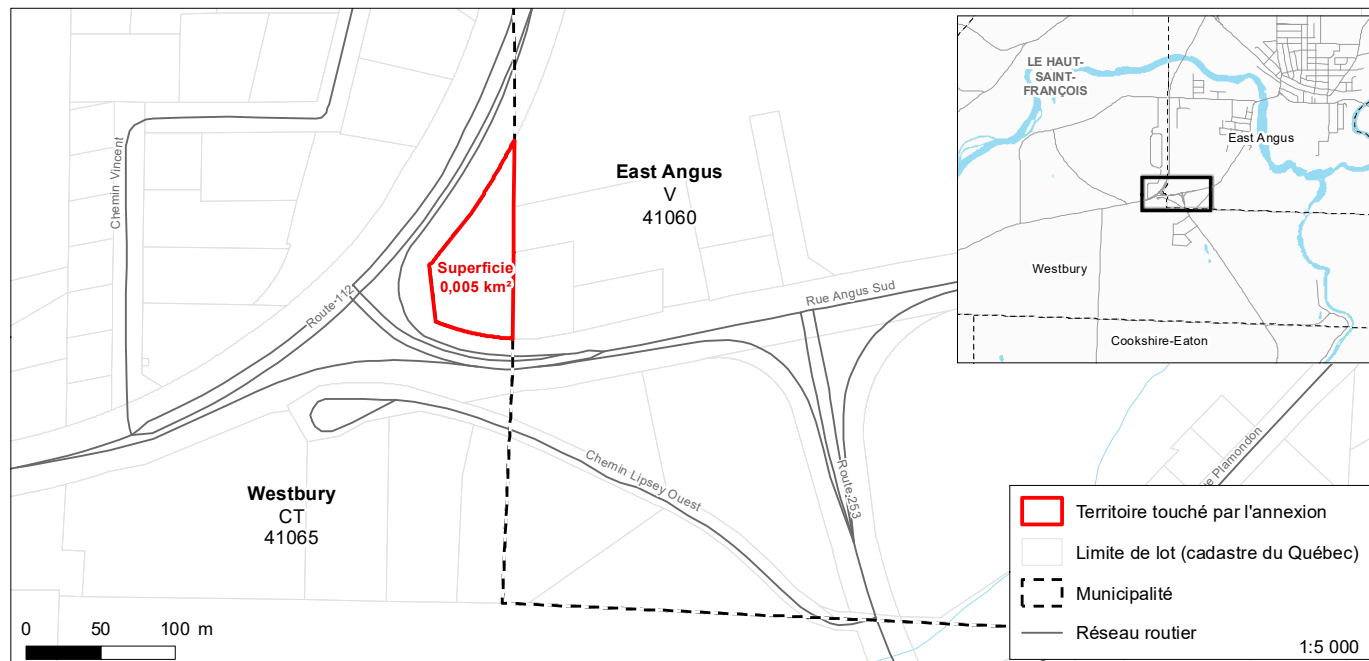 LE HAUT-
SAINT-
FRANÇOIS
East Angus
Westbury
Cookshire-Eaton
Chemin Vincent
East Angus
V
41060
Superficie
0,005 km²
Route 112
Rue Angus Sud
Chemin Lipsey Ouest
Route 253
Plamondon
Westbury
CT
41065
Territoire touché par l'annexion
Limite de lot (cadastre du Québec)
Municipalité
Réseau routier
1:5 000
0 50 100 m